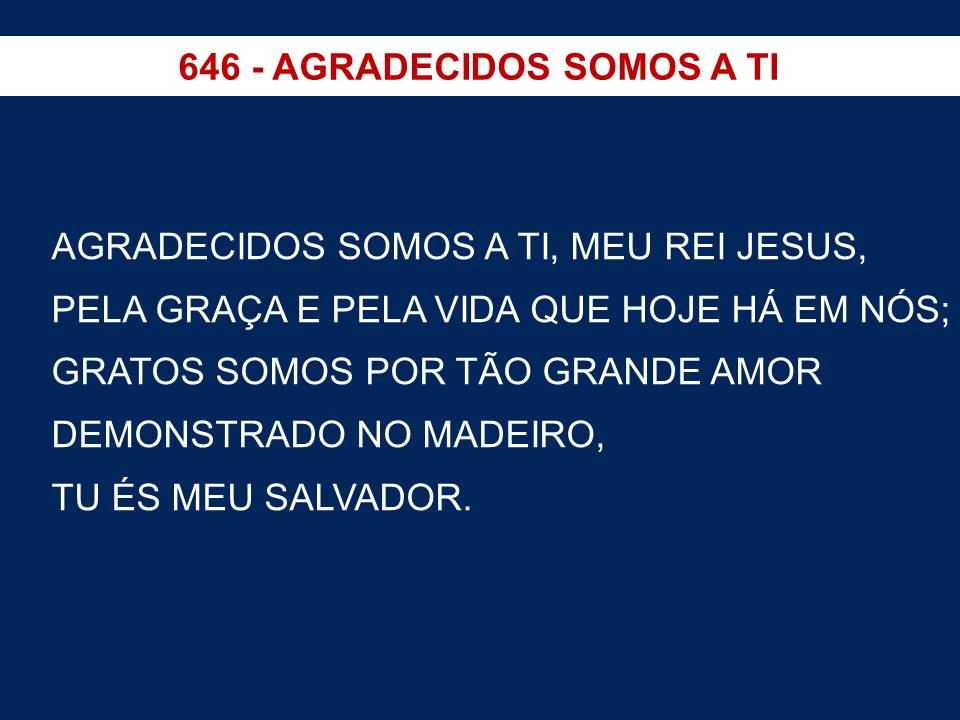 646 - AGRADECIDOS SOMOS A TI
AGRADECIDOS SOMOS A TI, MEU REI JESUS,
PELA GRAÇA E PELA VIDA QUE HOJE HÁ EM NÓS;
GRATOS SOMOS POR TÃO GRANDE AMOR
DEMONSTRADO NO MADEIRO,
TU ÉS MEU SALVADOR.